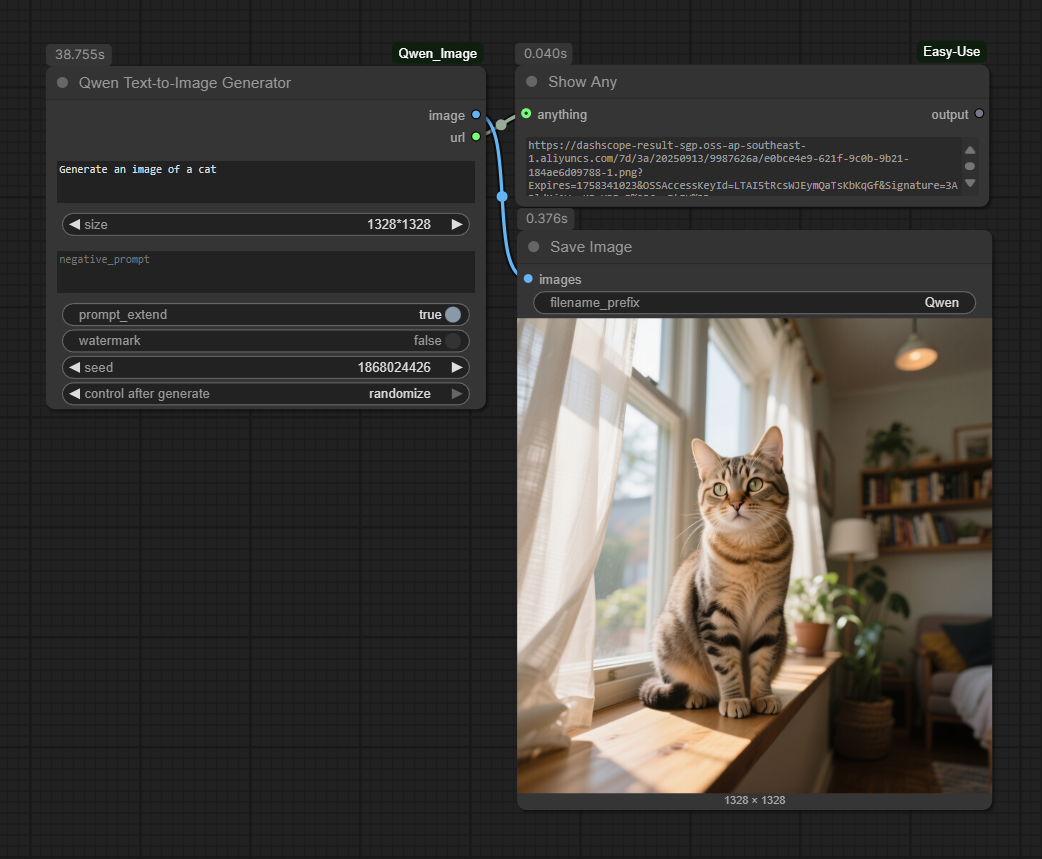 38.755s
Qwen_Image
Qwen Text-to-Image Generator
image
url
Generate an image of a cat
size 1328*1328
negative_prompt
prompt_extend true
watermark false
seed 1868024426
control after generate randomize
0.040s
Easy-Use
Show Any
anything output
https://dashscope-result-sgp.oss-ap-southeast-
1.aliyuncs.com/7d/3a/20250913/9987626a/e0bce4e9-621f-9c0b-9b21-
184ae6d09788-1.png?
Expires=1758341023&OSSAccessKeyId=LTAI5tRcsWJEymQaTsKbKqGf&Signature=3A
0.376s
Save Image
images
filename_prefix Qwen
1328 × 1328